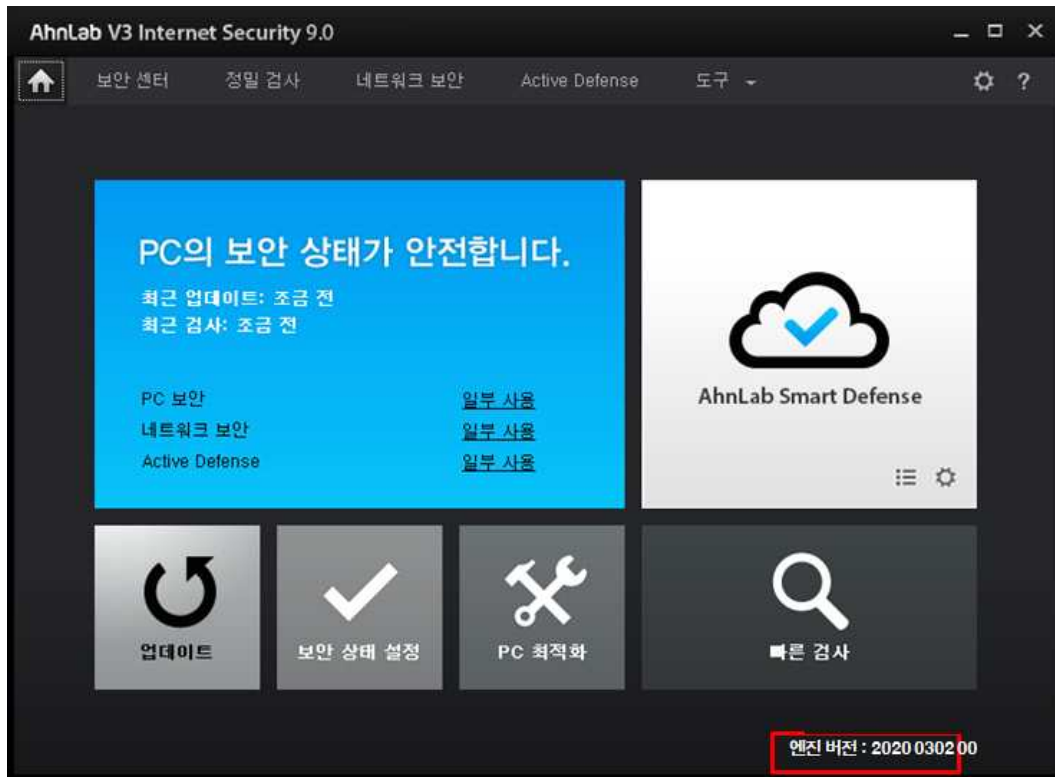 AhnLab V3 Internet Security 9.0
보안 센터 정밀 검사 네트워크 보안 Active Defense 도구
?
PC의 보안 상태가 안전합니다.
최근 업데이트: 조금 전
최근 검사: 조금 전
PC 보안 일부 사용
네트워크 보안 일부 사용
Active Defense 일부 사용
AhnLab Smart Defense
업데이트
보안 상태 설정
PC 최적화
빠른 검사
엔진 버전 : 2020 0302 00